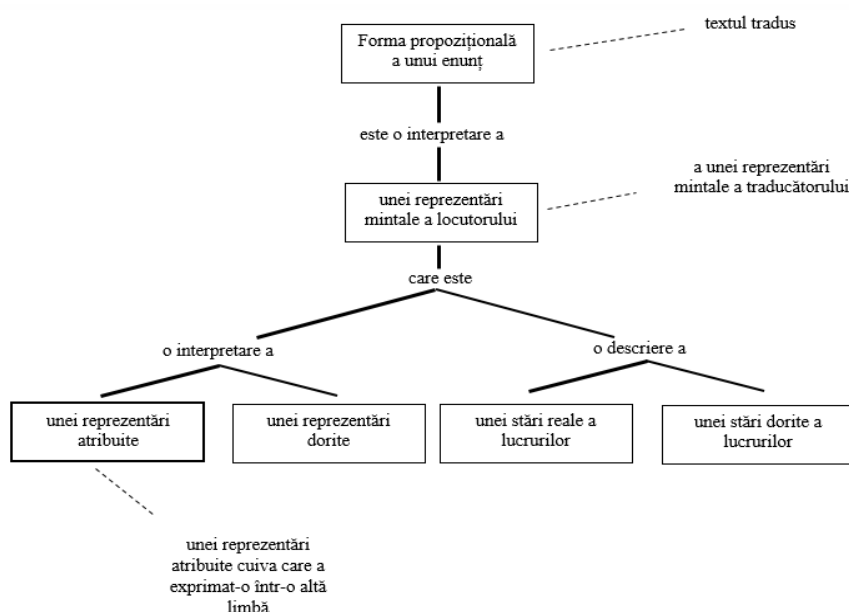 Forma propozițională
a unui enunț
textul tradus
este o interpretare a
unei reprezentări
mintale a locutorului
a unei reprezentări
mintale a traducătorului
care este
o interpretare a
o descriere a
unei reprezentări
atribuite
unei reprezentări
dorite
unei stări reale a
lucrurilor
unei stări dorite a
lucrurilor
unei reprezentări
atribuite cuiva care a
exprimat-o într-o altă
limbă